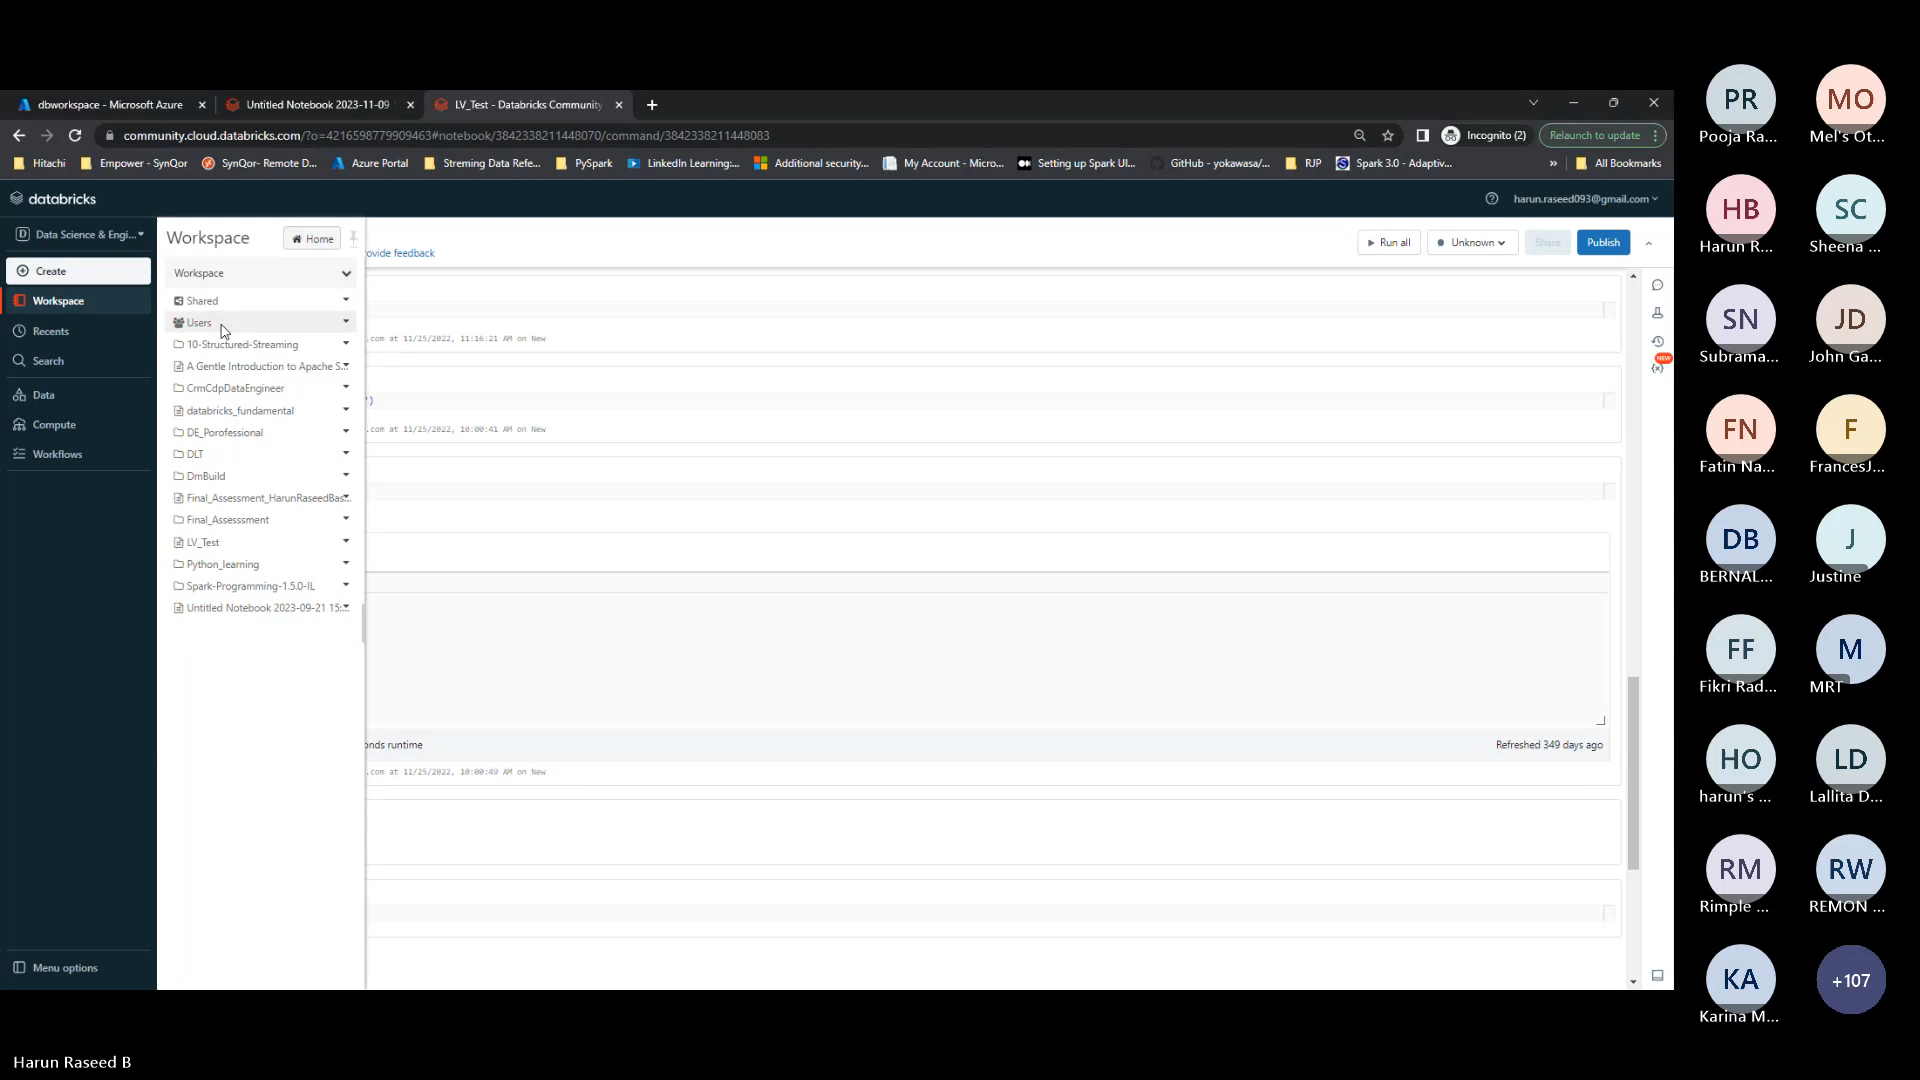 dbworkspace - Microsoft Azure
Untitled Notebook 2023-11-09
LV_Test - Databricks Community
community.cloud.databricks.com/?o=4216598779909463#notebook/3842338211448070/command/3842338211448083
Incognito (2)
Relaunch to update
Hitachi
Empower - SynQor
SynQor- Remote D...
Azure Portal
Streming Data Refe...
PySpark
LinkedIn Learning:...
Additional security...
My Account - Micro...
Setting up Spark UI...
GitHub - yokawasa/...
RJP
Spark 3.0 - Adaptiv...
»
All Bookmarks
databricks
harun.raseed093@gmail.com
D Data Science & Engi...
Create
Workspace
Recents
Search
Data
Compute
Workflows
Menu options
Workspace
Home
Workspace
Shared
Users
10-Structured-Streaming
A Gentle Introduction to Apache S...
CrmCdpDataEngineer
databricks_fundamental
DE_Porofessional
DLT
DmBuild
Final_Assessment_HarunRaseedBas...
Final_Assesssment
LV_Test
Python_learning
Spark-Programming-1.5.0-IL
Untitled Notebook 2023-09-21 15:...
ovide feedback
Run all
Unknown
Share
Publish
NEW
.com at 11/25/2022, 11:16:21 AM on New
')
.com at 11/25/2022, 10:00:41 AM on New
onds runtime
Refreshed 349 days ago
.com at 11/25/2022, 10:00:49 AM on New
PR
Pooja Ra...
MO
Mel's Ot...
HB
Harun R...
SC
Sheena ...
SN
Subrama...
JD
John Ga...
FN
Fatin Na...
F
FrancesJ...
DB
BERNAL...
J
Justine
FF
Fikri Rad...
M
MRT
HO
harun's ...
LD
Lallita D...
RM
Rimple ...
RW
REMON ...
KA
Karina M...
+107
Harun Raseed B